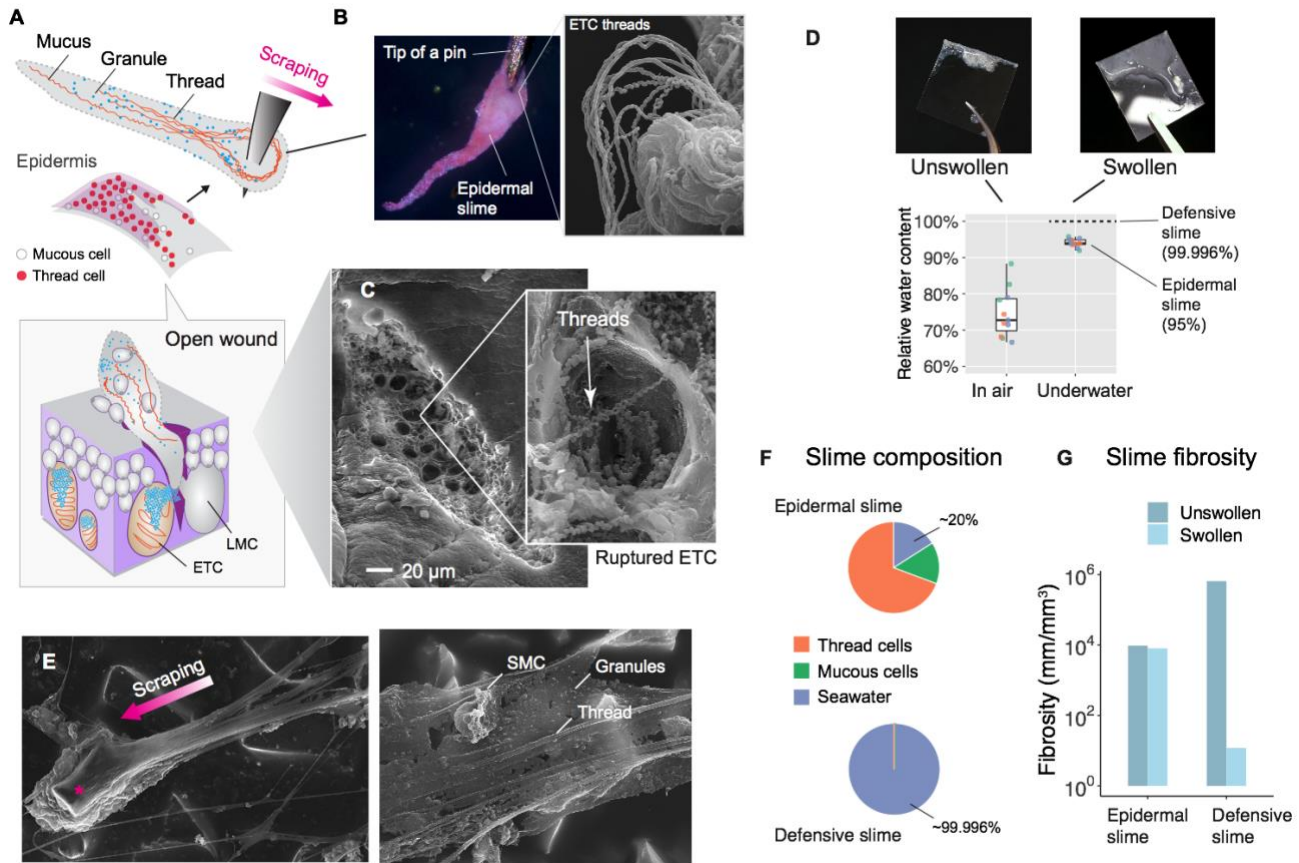 A
Mucus
Granule
Thread
Scraping
Epidermis
Mucous cell
Thread cell
Open wound
LMC
ETC
B
Tip of a pin
Epidermal
slime
ETC threads
C
Threads
20 μm
Ruptured ETC
D
Unswollen
Swollen
Relative water content
100%
90%
80%
70%
60%
In air
Underwater
Defensive
slime
(99.996%)
Epidermal
slime
(95%)
E
Scraping
SMC
Granules
Thread
F
Slime composition
Epidermal slime
~20%
Thread cells
Mucous cells
Seawater
Defensive slime
~99.996%
G
Slime fibrosity
Unswollen
Swollen
Fibrosity (mm/mm³)
10⁶
10⁴
10²
10⁰
Epidermal
slime
Defensive
slime